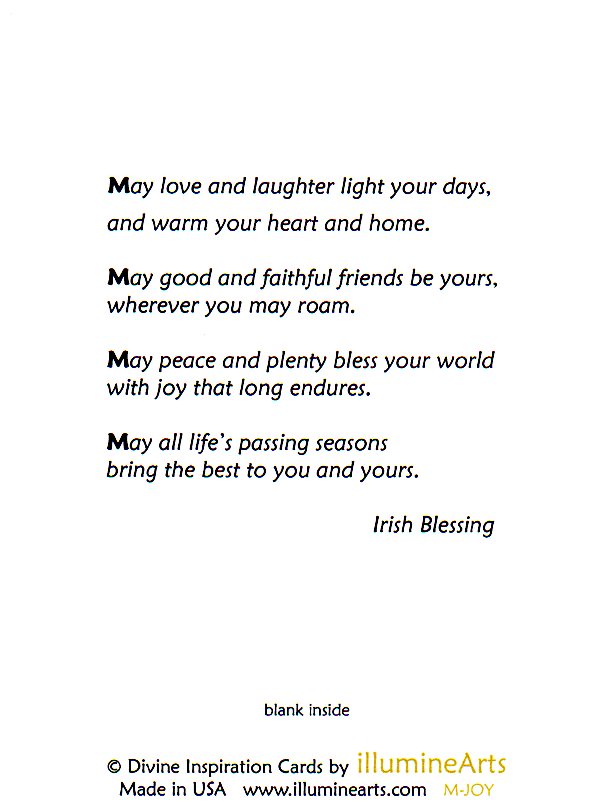 May love and laughter light your days,
and warm your heart and home.
May good and faithful friends be yours,
wherever you may roam.
May peace and plenty bless your world
with joy that long endures.
May all life's passing seasons
bring the best to you and yours.
Irish Blessing
blank inside
© Divine Inspiration Cards by illumineArts
Made in USA www.illuminearts.com M-JOY